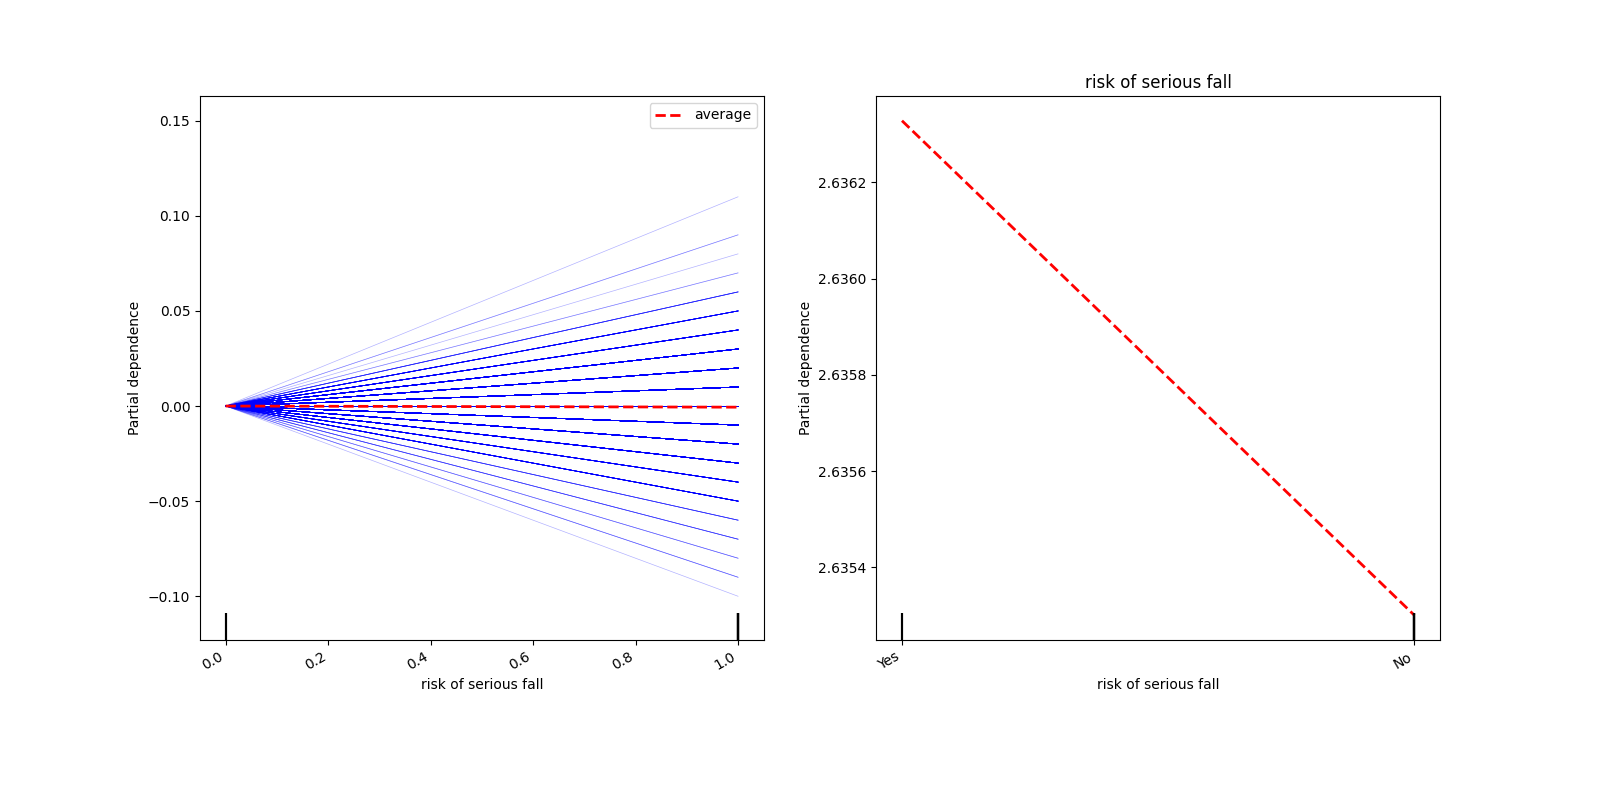 average
0.15
0.10
0.05
0.00
−0.05
−0.10
Partial dependence
0.0 0.2 0.4 0.6 0.8 1.0
risk of serious fall
risk of serious fall
2.6362
2.6360
2.6358
2.6356
2.6354
Partial dependence
Yes No
risk of serious fall